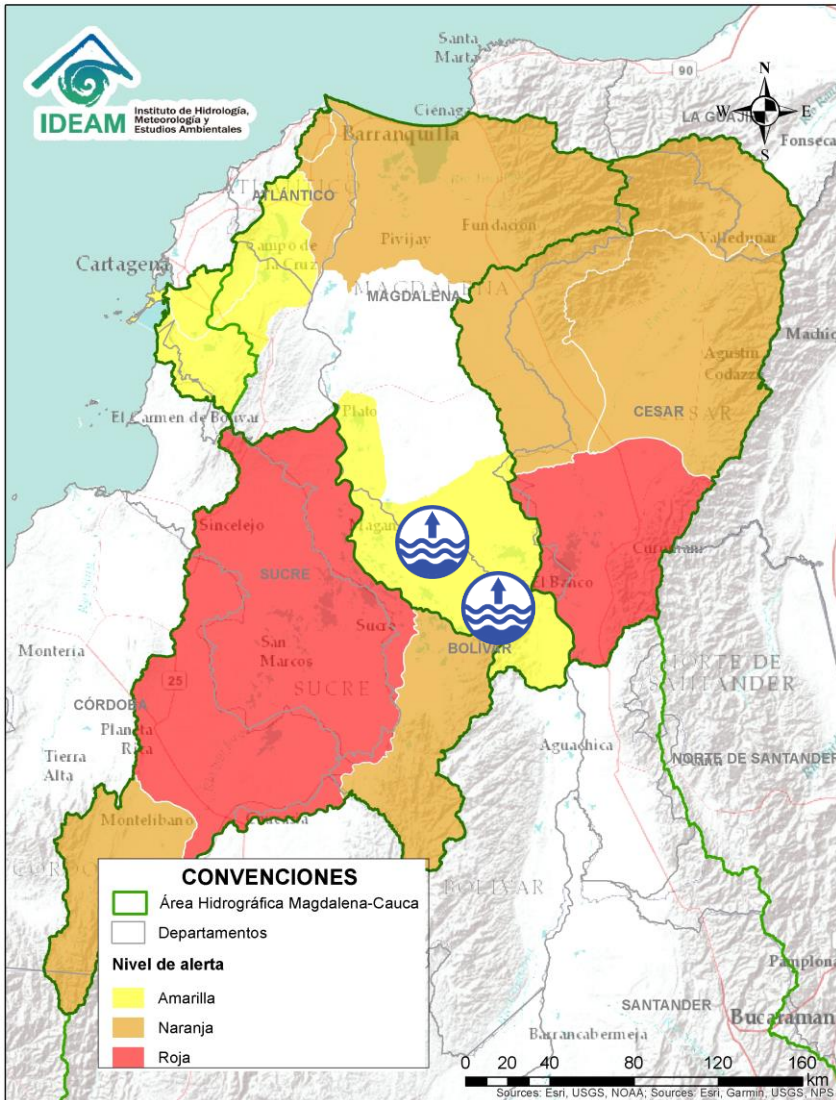 IDEAM
Instituto de Hidrología,
Meteorología y
Estudios Ambientales
Santa
Marta
90
N
W
E
S
Ciénaga
LA GUAJI
Fonseca
Barranquilla
ATLÁNTICO
Pivijay
Fundación
Valledupar
Campo de
la Cruz
Cartagena
MAGDALENA
Agustín
Codazzi
El Carmen de Bolívar
Plato
CESAR
Sincelejo
Magan
SUCRE
El Banco
Curumaní
Sucre
San
Marcos
SUCRE
BOLÍVAR
Montería
25
CÓRDOBA
Planeta
Rica
Tierra
Alta
NORTE DE
SANTANDER
NORTE DE SANTANDER
Aguachica
Montelíbano
BOLÍVAR
CONVENCIONES
Área Hidrográfica Magdalena-Cauca
Departamentos
Nivel de alerta
Amarilla
Naranja
Roja
Pamplona
SANTANDER
Bucaraman
Barrancabermeja
0 20 40 80 120 160
km
Sources: Esri, USGS, NOAA; Sources: Esri, Garmin, USGS, NPS